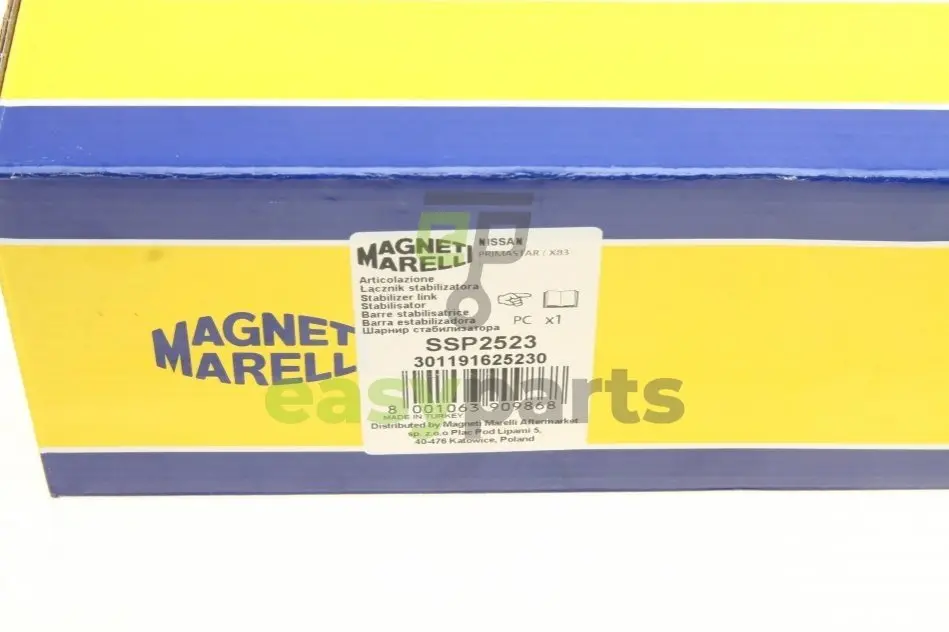 MAGNETI
MARELLI
NISSAN
PRIMASTAR / X83
Articolazione
Łącznik stabilizatora
Stabilizer link
Stabilisator
Barre stabilisatrice
Barra estabilizadora
Шарнир стабилизатора
PC x1
SSP2523
301191625230
8 001063 909868
MADE IN TURKEY
Distributed by Magneti Marelli Aftermarket
sp. z.o.o Plac Pod Lipami 5,
40-476 Katowice, Poland
MAGNETI
MARELLI
easyparts